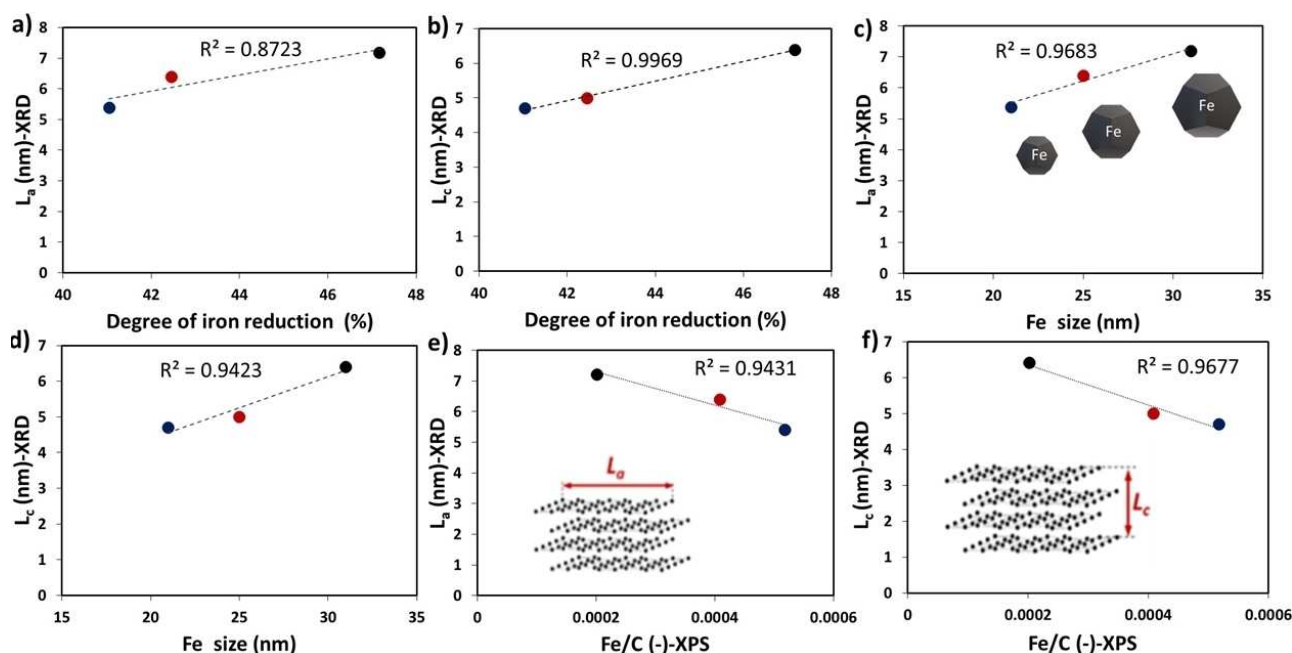 a)
R² = 0.8723
8
7
6
5
4
3
2
1
0
Lₐ (nm)-XRD
40 42 44 46 48
Degree of iron reduction (%)
b)
R² = 0.9969
7
6
5
4
3
2
1
0
L_c (nm)-XRD
40 42 44 46 48
Degree of iron reduction (%)
c)
R² = 0.9683
8
7
6
5
4
3
2
1
0
Lₐ (nm)-XRD
Fe
Fe
Fe
15 20 25 30 35
Fe size (nm)
d)
R² = 0.9423
7
6
5
4
3
2
1
0
L_c (nm)-XRD
15 20 25 30 35
Fe size (nm)
e)
R² = 0.9431
8
7
6
5
4
3
2
1
0
Lₐ (nm)-XRD
Lₐ
0 0.0002 0.0004 0.0006
Fe/C (-)-XPS
f)
R² = 0.9677
7
6
5
4
3
2
1
0
L_c (nm)-XRD
L_c
0 0.0002 0.0004 0.0006
Fe/C (-)-XPS